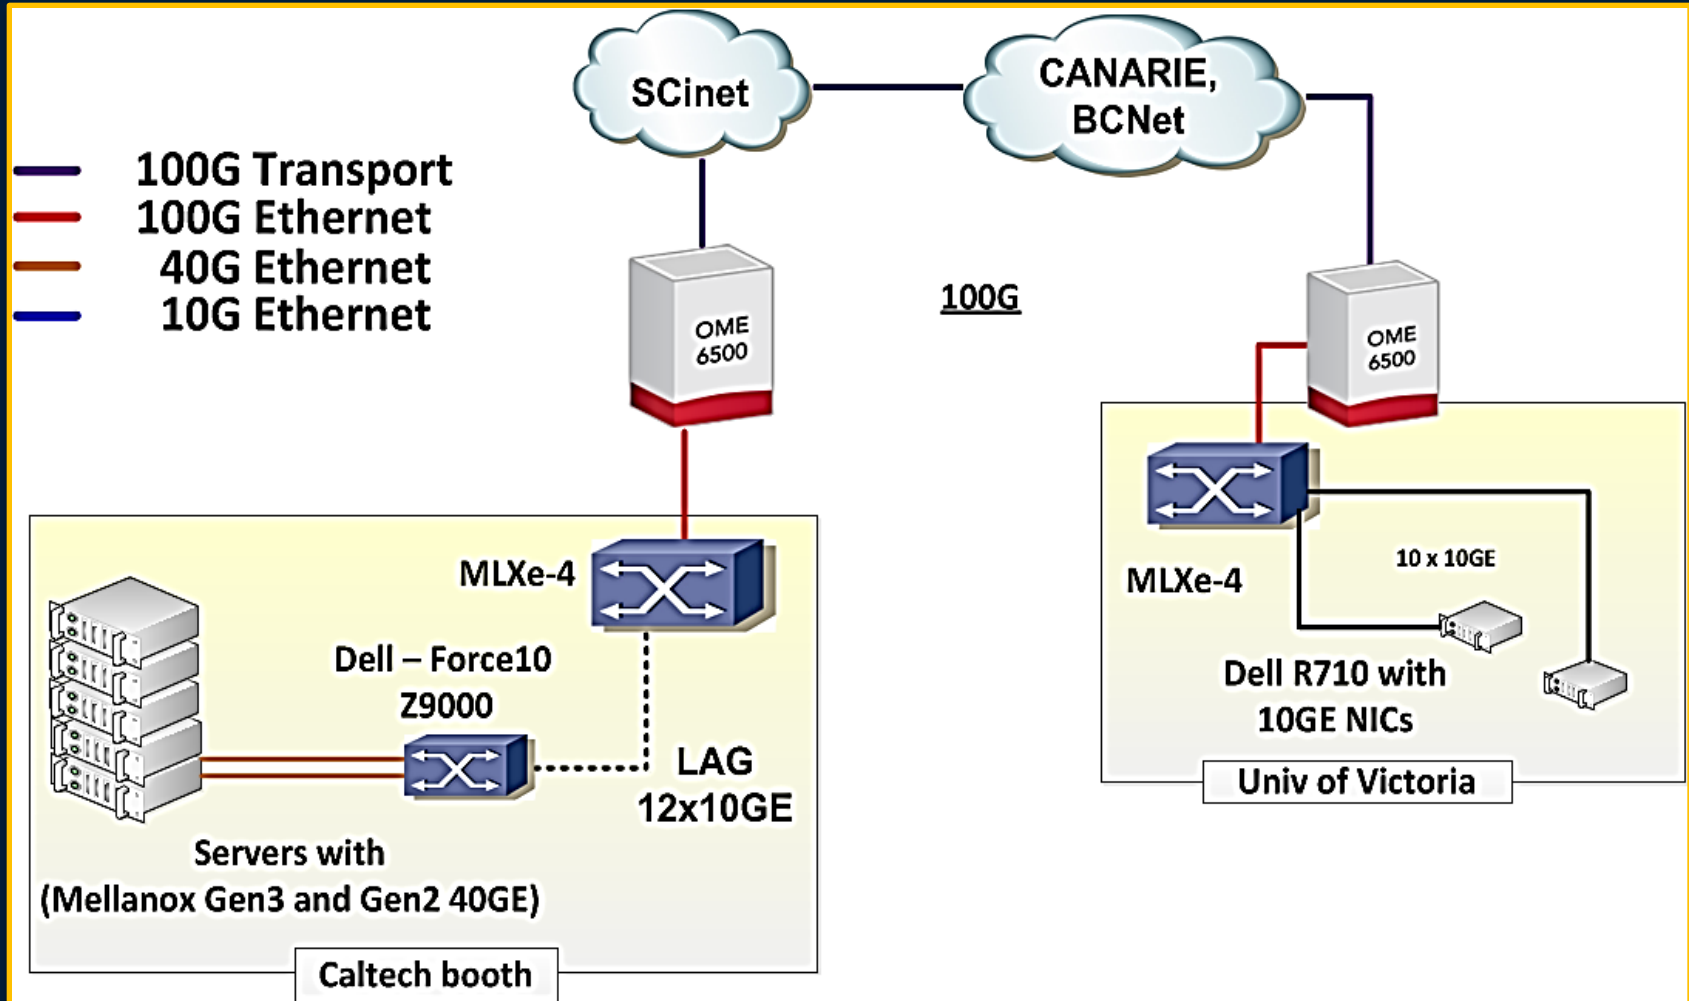 SCinet
CANARIE,
BCNet
100G Transport
100G Ethernet
40G Ethernet
10G Ethernet
OME
6500
100G
OME
6500
MLXe-4
Dell – Force10
Z9000
LAG
12x10GE
Servers with
(Mellanox Gen3 and Gen2 40GE)
Caltech booth
MLXe-4
10 x 10GE
Dell R710 with
10GE NICs
Univ of Victoria